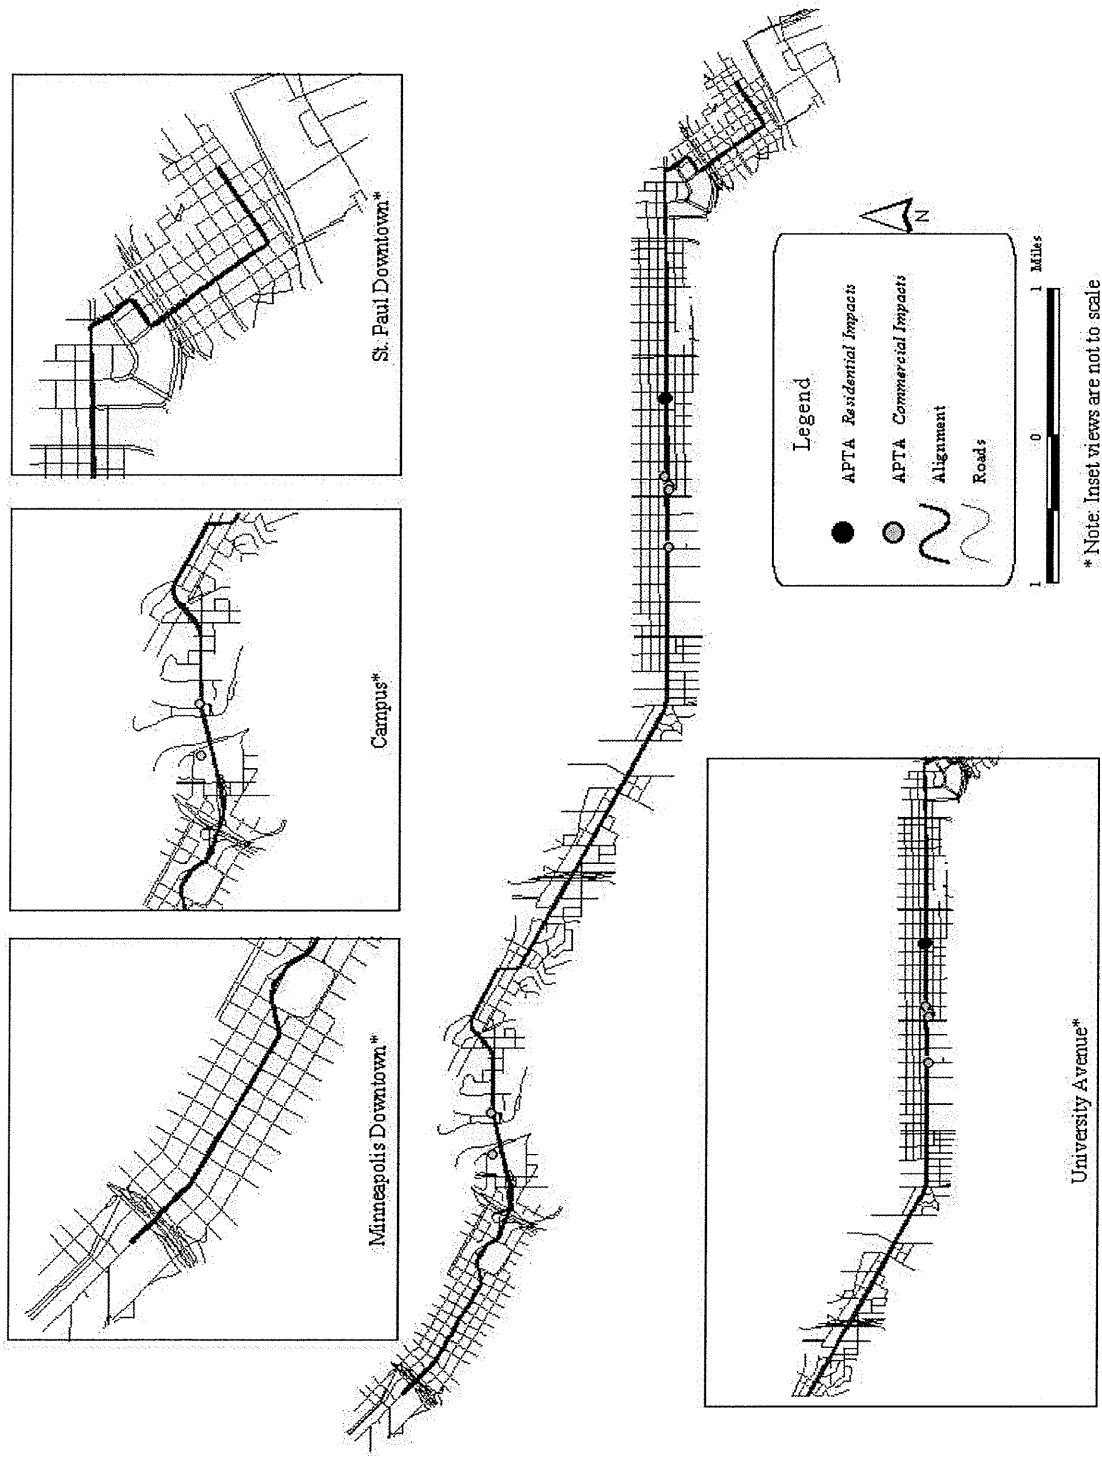 Minneapolis Downtown*
Campus*
St. Paul Downtown*
University Avenue*
Legend
APTA Residential Impacts
APTA Commercial Impacts
Alignment
Roads
N
1 0 1 Miles
* Note: Inset views are not to scale